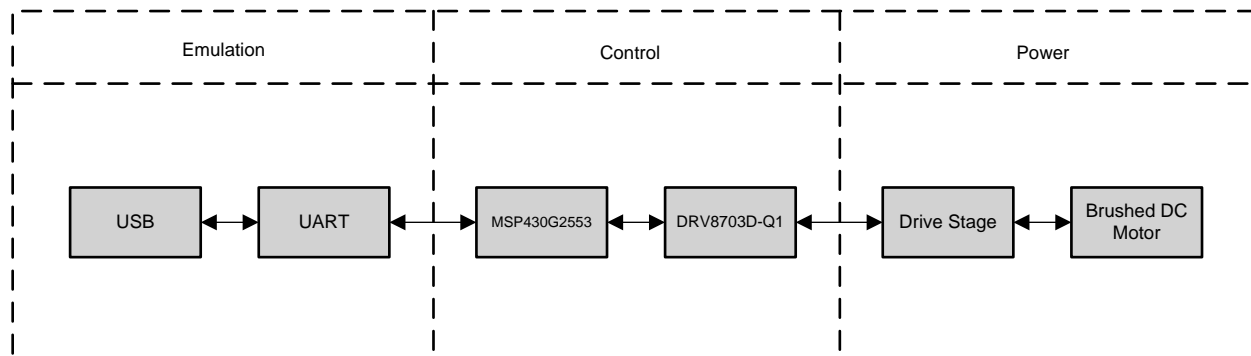 Emulation
Control
Power
USB
UART
MSP430G2553
DRV8703D-Q1
Drive Stage
Brushed DC
Motor